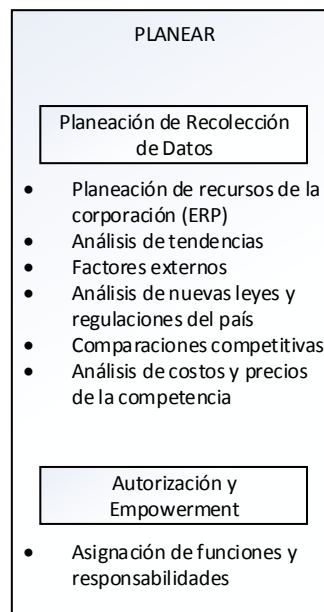 PLANEAR
Planeación de Recolección
de Datos
• Planeación de recursos de la
corporación (ERP)
• Análisis de tendencias
• Factores externos
• Análisis de nuevas leyes y
regulaciones del país
• Comparaciones competitivas
• Análisis de costos y precios
de la competencia
Autorización y
Empowerment
• Asignación de funciones y
responsabilidades